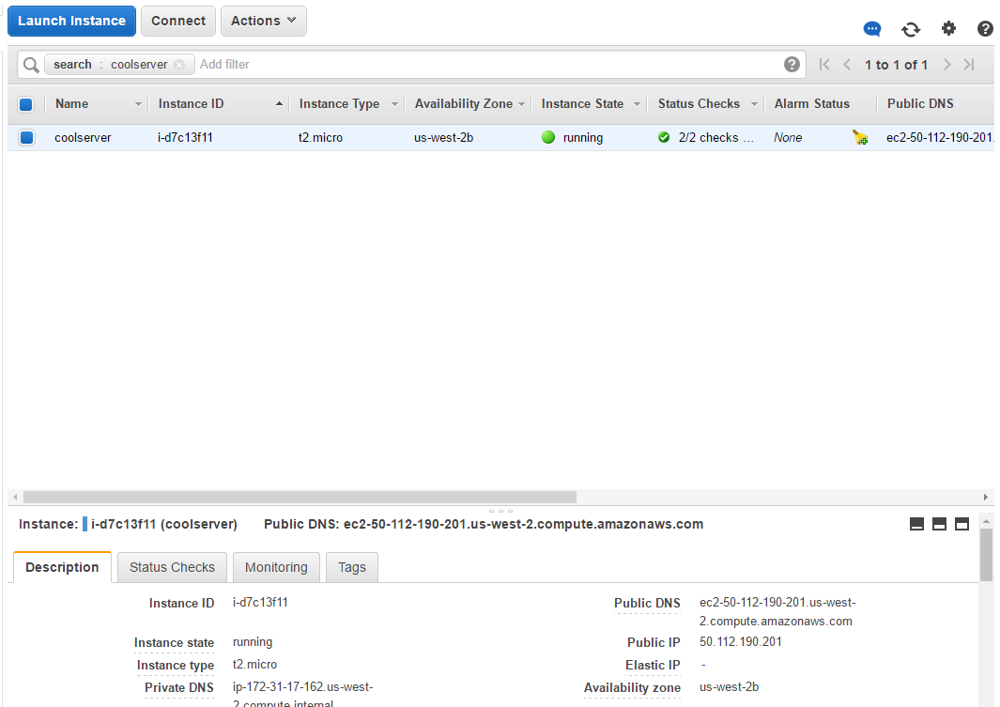 Launch Instance Connect Actions
search : coolserver Add filter 1 to 1 of 1
Name Instance ID Instance Type Availability Zone Instance State Status Checks Alarm Status Public DNS
coolserver i-d7c13f11 t2.micro us-west-2b running 2/2 checks ... None ec2-50-112-190-201.
Instance: i-d7c13f11 (coolserver) Public DNS: ec2-50-112-190-201.us-west-2.compute.amazonaws.com
Description Status Checks Monitoring Tags
Instance ID i-d7c13f11 Public DNS ec2-50-112-190-201.us-west-
2.compute.amazonaws.com
Instance state running Public IP 50.112.190.201
Instance type t2.micro Elastic IP -
Private DNS ip-172-31-17-162.us-west- Availability zone us-west-2b
2.compute.internal